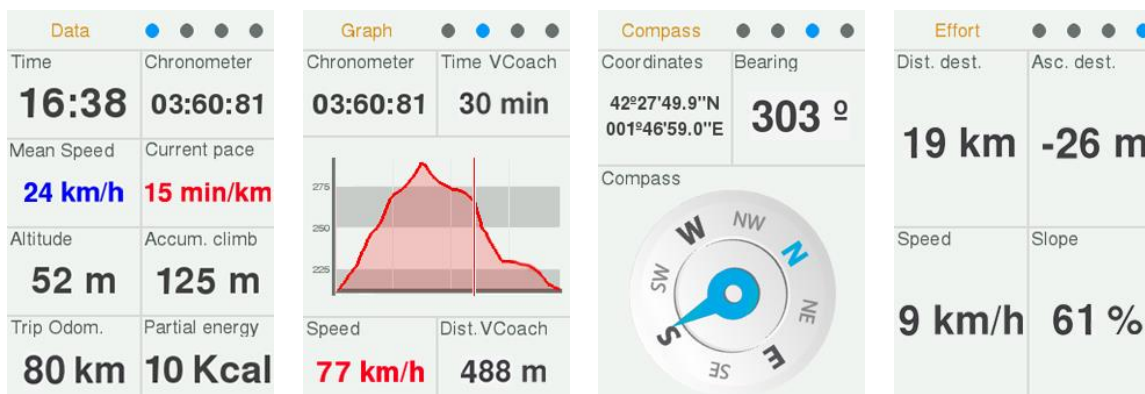 Data
Time
Chronometer
16:38
03:60:81
Mean Speed
Current pace
24 km/h
15 min/km
Altitude
Accum. climb
52 m
125 m
Trip Odom.
Partial energy
80 km
10 Kcal
Graph
Chronometer
Time VCoach
03:60:81
30 min
275
250
225
Speed
Dist. VCoach
77 km/h
488 m
Compass
Coordinates
Bearing
42º27'49.9"N
001º46'59.0"E
303 º
Compass
N
NE
E
SE
S
SW
W
NW
Effort
Dist. dest.
Asc. dest.
19 km
-26 m
Speed
Slope
9 km/h
61 %